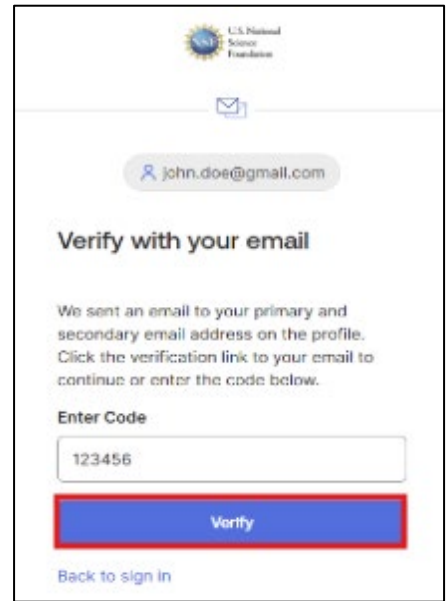 U.S. National
Science
Foundation
NSF
john.doe@gmail.com
Verify with your email
We sent an email to your primary and
secondary email address on the profile.
Click the verification link to your email to
continue or enter the code below.
Enter Code
123456
Verify
Back to sign in